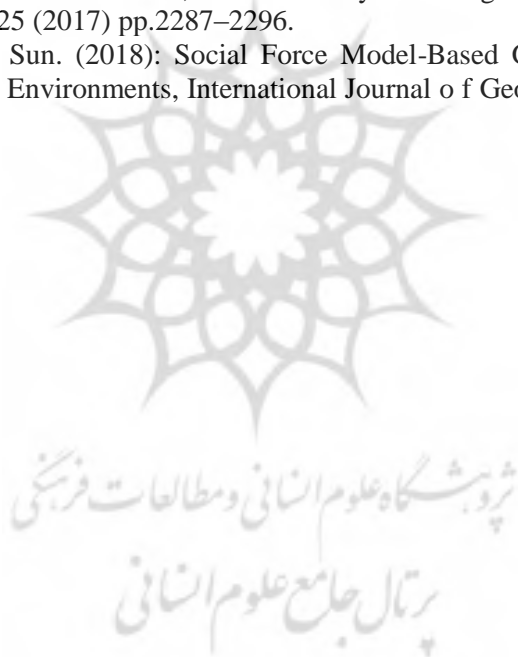 25 (2017) pp.2287–2296.
Sun. (2018): Social Force Model-Based
Environments, International Journal o f
پژوهشگاه علوم انسانی و مطالعات فرهنگی
پرتال جامع علوم انسانی